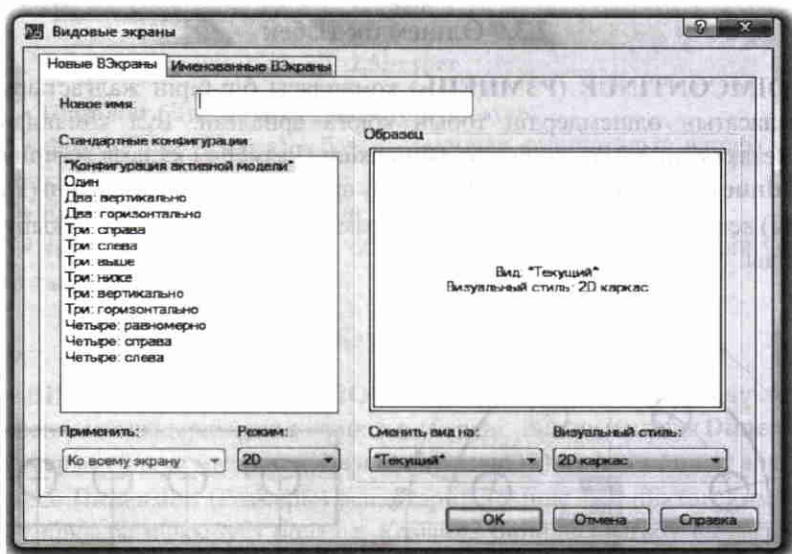 Видовые экраны
Новые ВЭкраны Именованные ВЭкраны
Новое имя:
Стандартные конфигурации
*Конфигурация активной модели*
Один
Два: вертикально
Два: горизонтально
Три: справа
Три: слева
Три: выше
Три: ниже
Три: вертикально
Три: горизонтально
Четыре: равномерно
Четыре: справа
Четыре: слева
Образец
Вид: *Текущий*
Визуальный стиль: 2D каркас
Применить: Режим: Сменить вид на: Визуальный стиль:
Ко всему экрану 2D *Текущий* 2D каркас
OK Отмена Справка